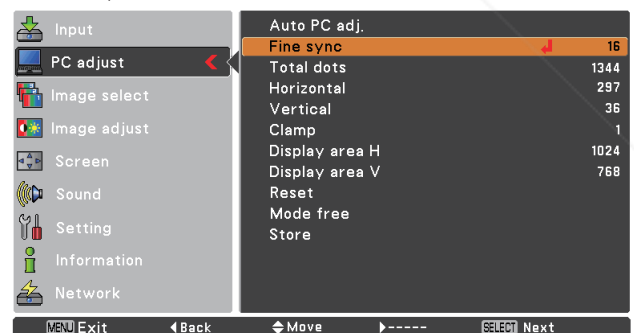 Input
PC adjust
Image select
Image adjust
Screen
Sound
Setting
Information
Network
Auto PC adj.
Fine sync 16
Total dots 1344
Horizontal 297
Vertical 36
Clamp 1
Display area H 1024
Display area V 768
Reset
Mode free
Store
MENU Exit Back Move ----- SELECT Next